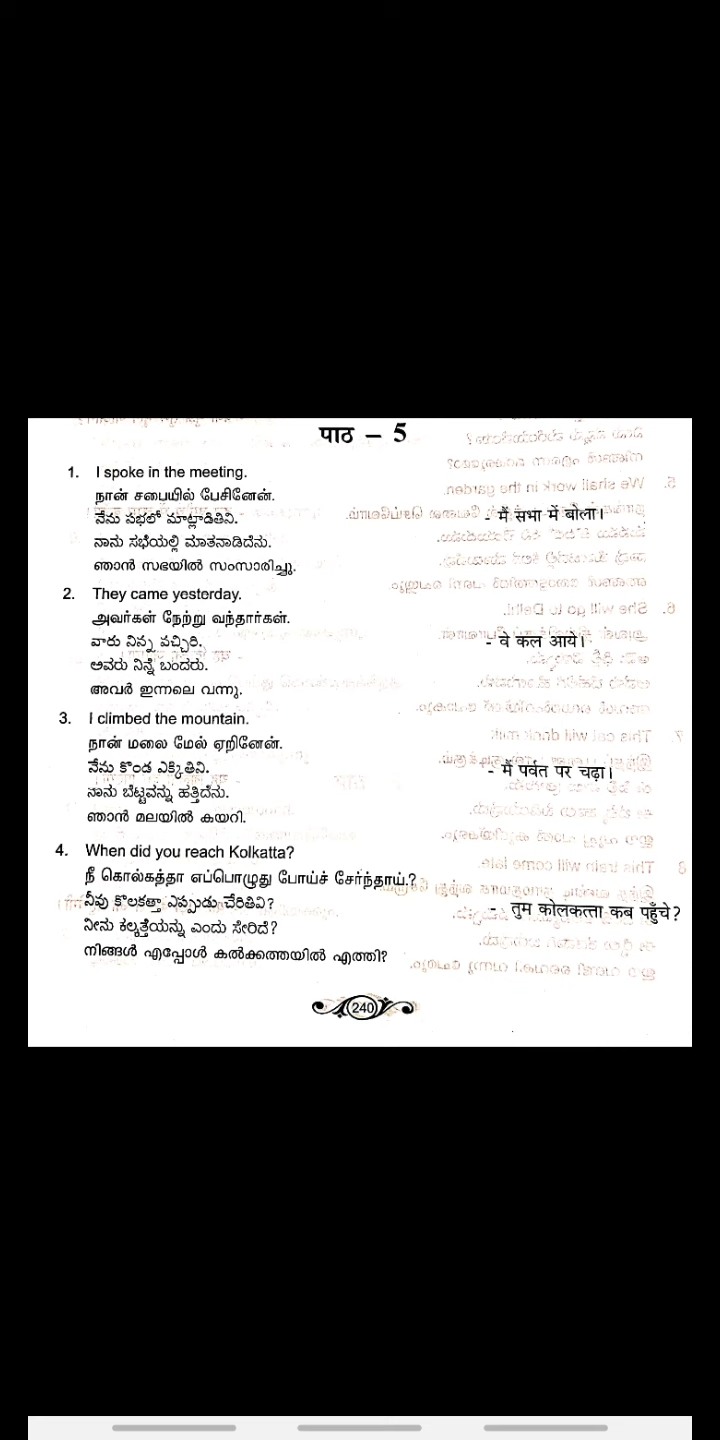 पाठ – 5
1. I spoke in the meeting.
நான் சபையில் பேசினேன்.
నేను సభలో మాట్లాడితిని.
- मैं सभा में बोला।
ನಾನು ಸಭೆಯಲ್ಲಿ ಮಾತನಾಡಿದೆನು.
ഞാൻ സഭയിൽ സംസാരിച്ചു.
2. They came yesterday.
அவர்கள் நேற்று வந்தார்கள்.
వారు నిన్న వచ్చిరి.
- वे कल आये।
ಅವರು ನಿನ್ನೆ ಬಂದರು.
അവർ ഇന്നലെ വന്നു.
3. I climbed the mountain.
நான் மலை மேல் ஏறினேன்.
నేను కొండ ఎక్కితిని.
- मैं पर्वत पर चढ़ा।
ನಾನು ಬೆಟ್ಟವನ್ನು ಹತ್ತಿದೆನು.
ഞാൻ മലയിൽ കയറി.
4. When did you reach Kolkatta?
நீ கொல்கத்தா எப்பொழுது போய்ச் சேர்ந்தாய்.?
నీవు కొలకత్తా ఎప్పుడు చేరితివి?
- तुम कोलकत्ता कब पहुँचे?
ನೀನು ಕಲ್ಕತ್ತೆಯನ್ನು ಎಂದು ಸೇರಿದೆ?
നിങ്ങൾ എപ്പോൾ കൽക്കത്തയിൽ എത്തി?
240